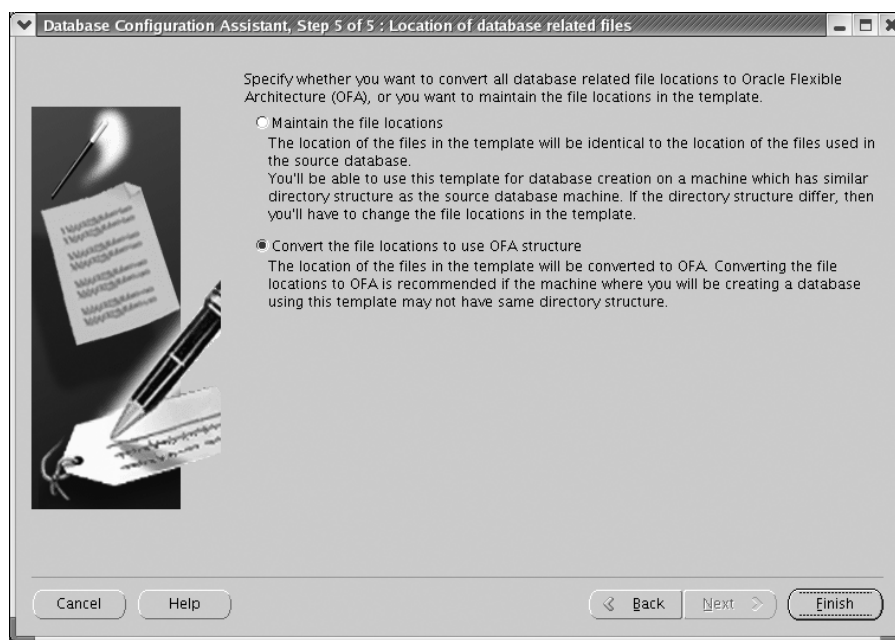 Database Configuration Assistant, Step 5 of 5 : Location of database related files
Specify whether you want to convert all database related file locations to Oracle Flexible
Architecture (OFA), or you want to maintain the file locations in the template.
Maintain the file locations
The location of the files in the template will be identical to the location of the files used in
the source database.
You'll be able to use this template for database creation on a machine which has similar
directory structure as the source database machine. If the directory structure differ, then
you'll have to change the file locations in the template.
Convert the file locations to use OFA structure
The location of the files in the template will be converted to OFA. Converting the file
locations to OFA is recommended if the machine where you will be creating a database
using this template may not have same directory structure.
Cancel
Help
Back
Next
Finish